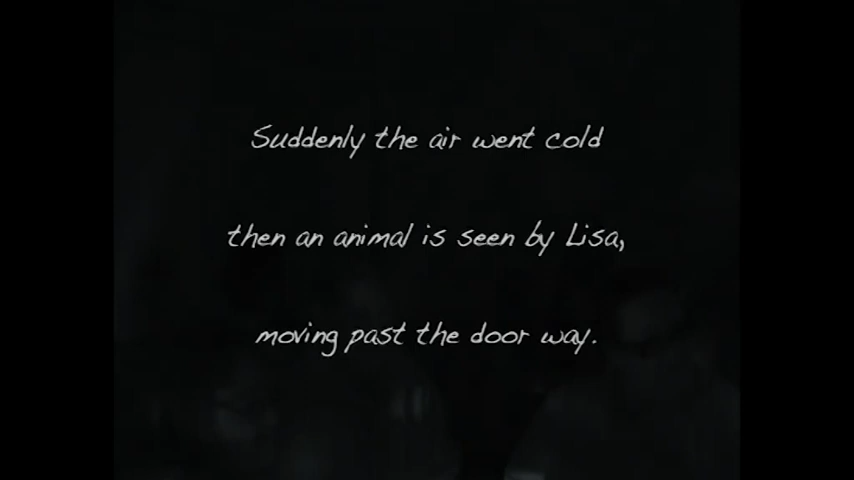 Suddenly the air went cold
then an animal is seen by Lisa,
moving past the door way.